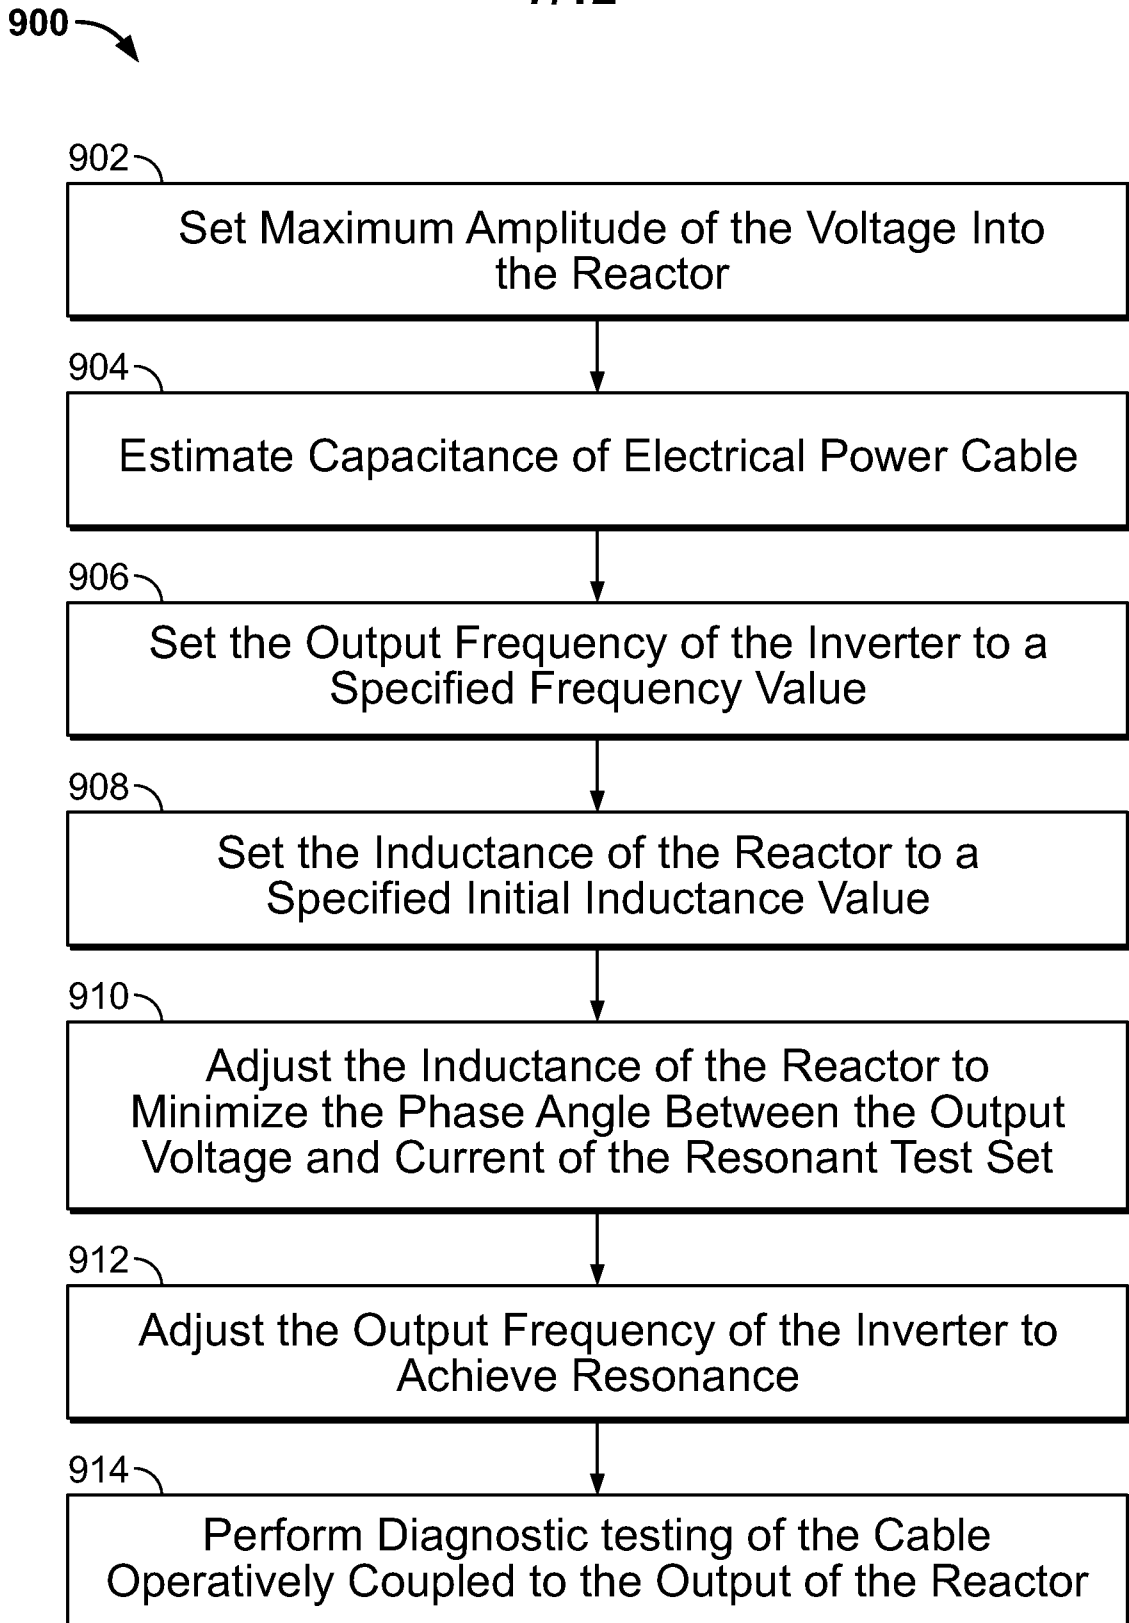 900
902
Set Maximum Amplitude of the Voltage Into
the Reactor
904
Estimate Capacitance of Electrical Power Cable
906
Set the Output Frequency of the Inverter to a
Specified Frequency Value
908
Set the Inductance of the Reactor to a
Specified Initial Inductance Value
910
Adjust the Inductance of the Reactor to
Minimize the Phase Angle Between the Output
Voltage and Current of the Resonant Test Set
912
Adjust the Output Frequency of the Inverter to
Achieve Resonance
914
Perform Diagnostic testing of the Cable
Operatively Coupled to the Output of the Reactor